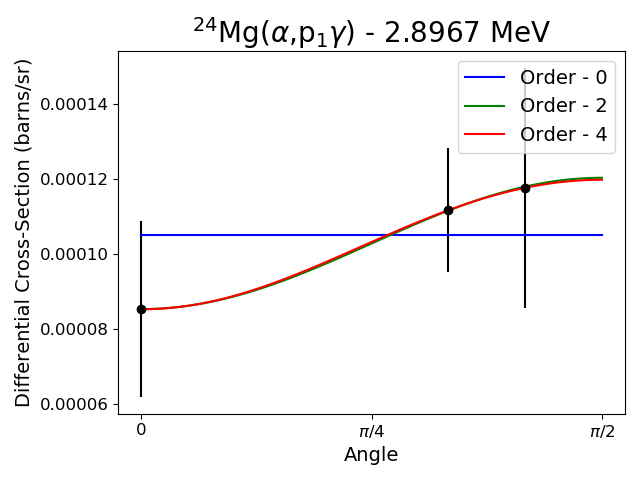 ²⁴Mg(α,p₁γ) - 2.8967 MeV
Order - 0
Order - 2
Order - 4
Differential Cross-Section (barns/sr)
0.00014
0.00012
0.00010
0.00008
0.00006
0
π/4
π/2
Angle